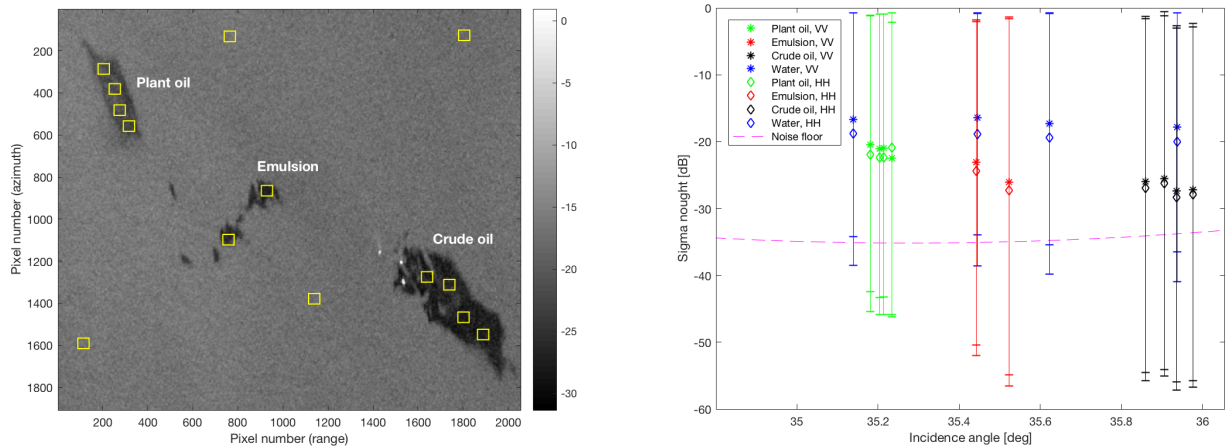 200
400
600
800
1000
1200
1400
1600
1800
Pixel number (azimuth)
Plant oil
Emulsion
Crude oil
200 400 600 800 1000 1200 1400 1600 1800 2000
Pixel number (range)
0
-5
-10
-15
-20
-25
-30
0
-10
-20
-30
-40
-50
-60
Sigma nought [dB]
Plant oil, VV
Emulsion, VV
Crude oil, VV
Water, VV
Plant oil, HH
Emulsion, HH
Crude oil, HH
Water, HH
Noise floor
35 35.2 35.4 35.6 35.8 36
Incidence angle [deg]